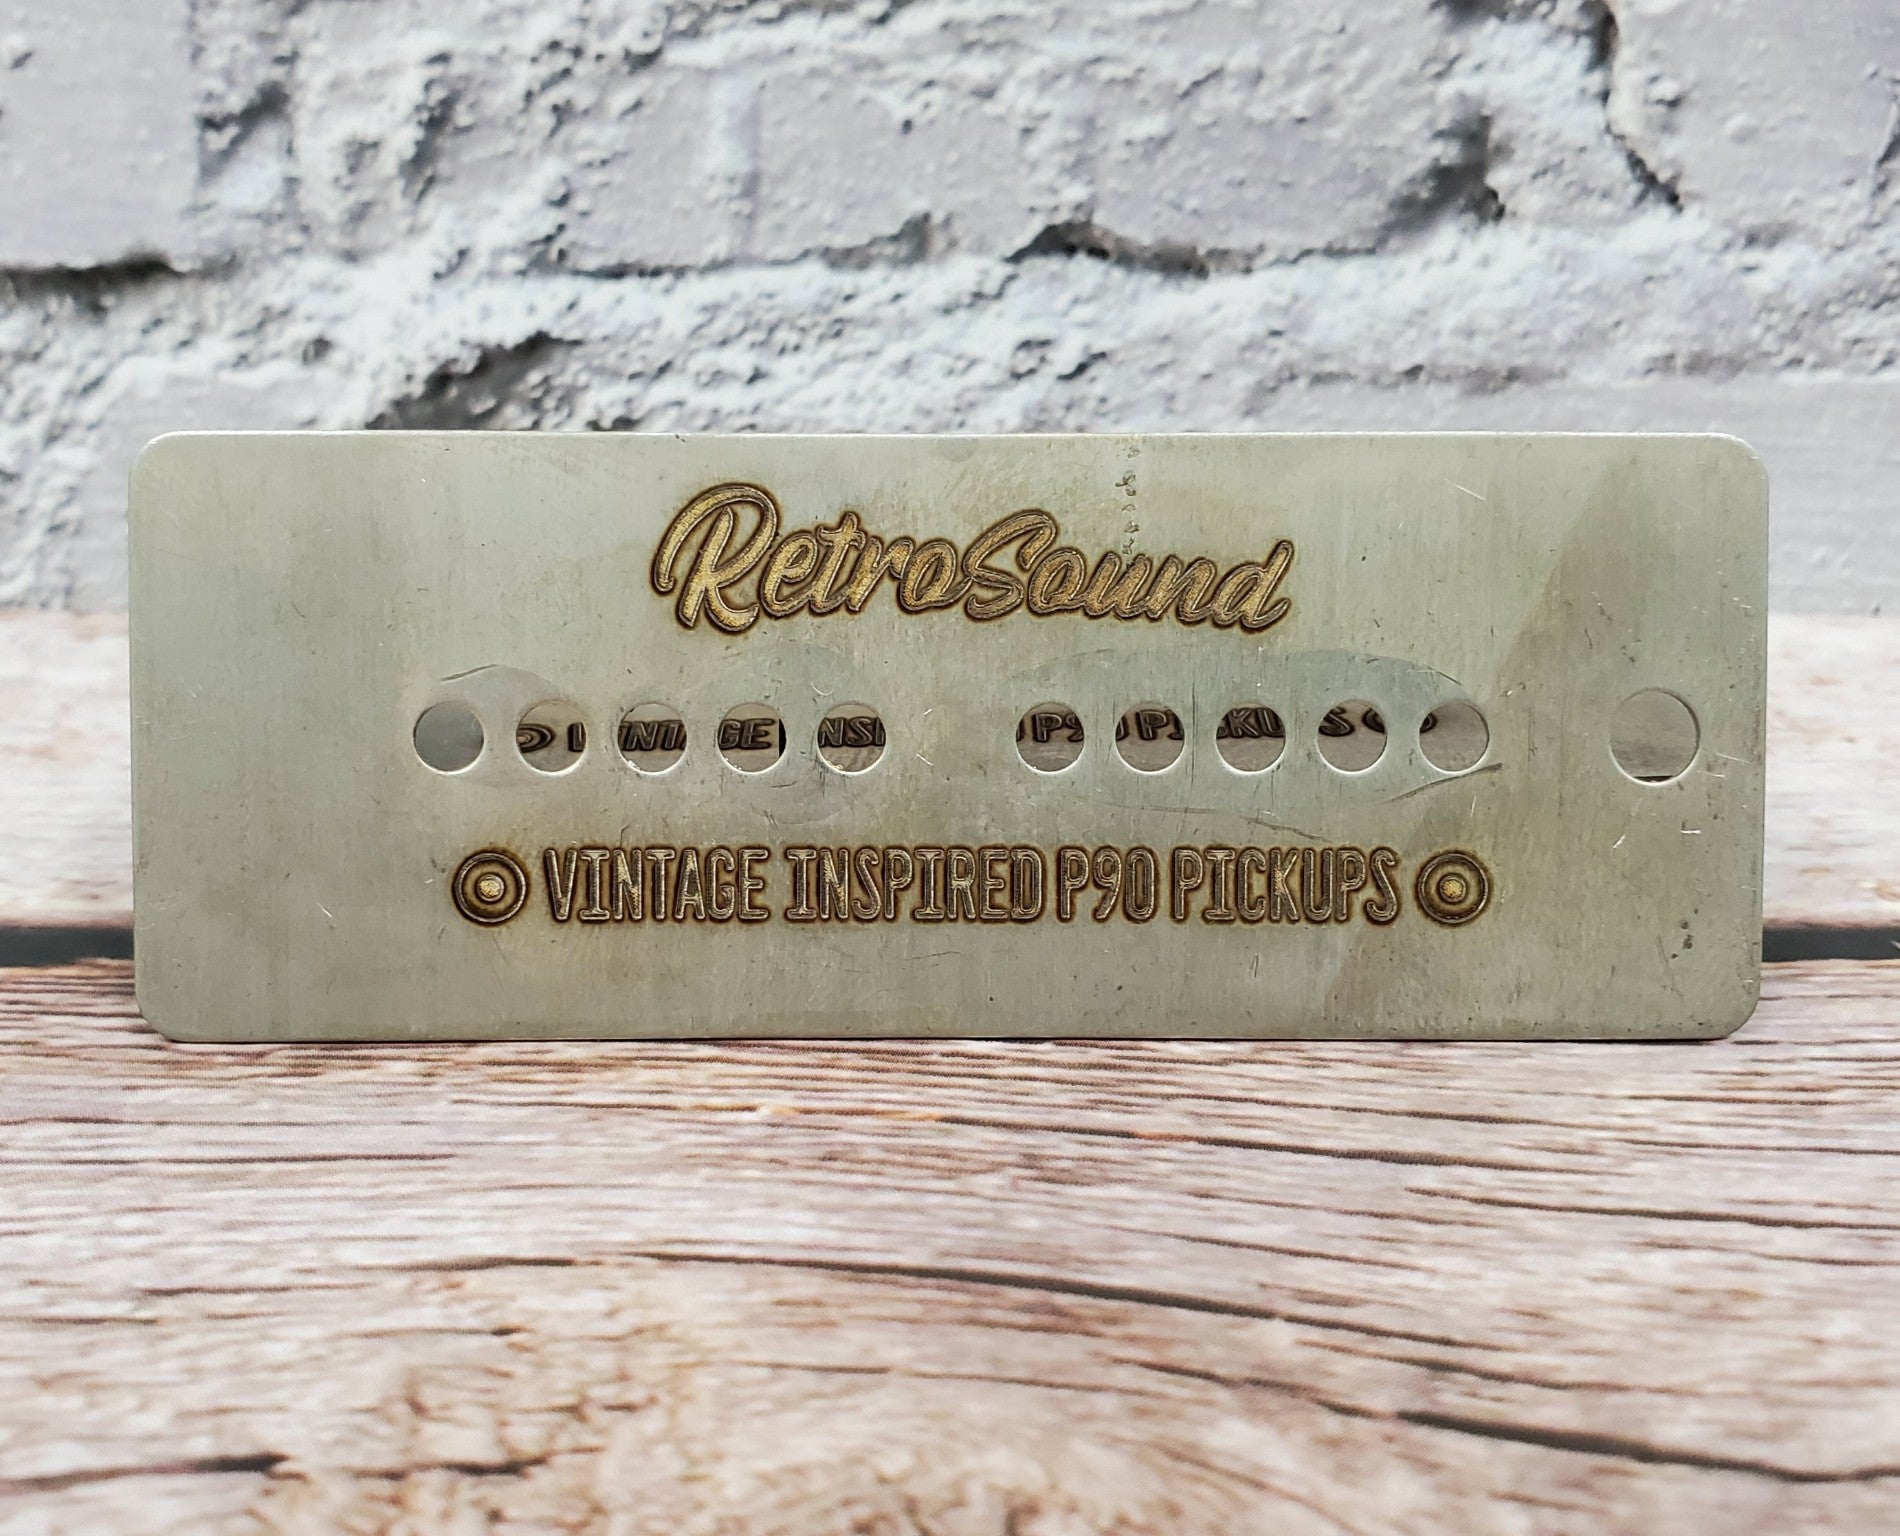 RetroSound
VINTAGE INSPIRED P90 PICKUPS